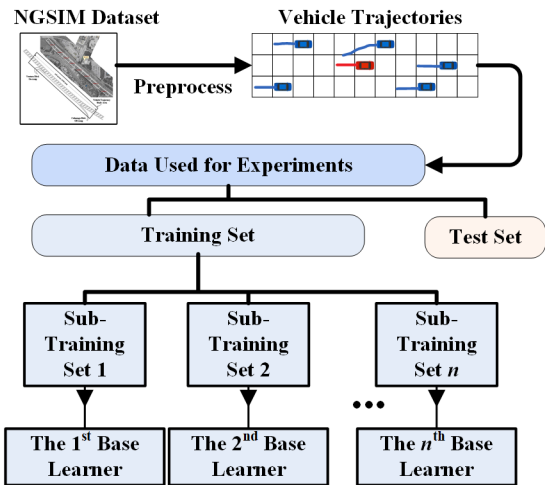 NGSIM Dataset
Vehicle Trajectories
Preprocess
Data Used for Experiments
Training Set
Test Set
Sub-
Training
Set 1
Sub-
Training
Set 2
Sub-
Training
Set n
The 1st Base
Learner
The 2nd Base
Learner
The nth Base
Learner